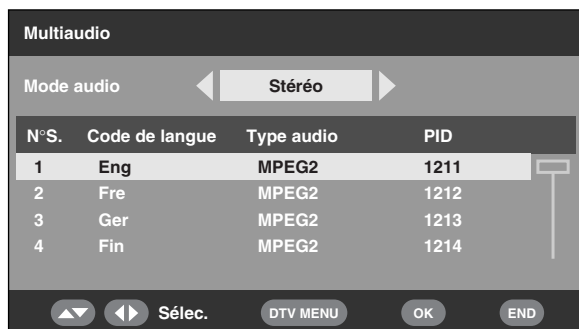 Multiaudio
Mode audio Stéréo
N°S. Code de langue Type audio PID
1 Eng MPEG2 1211
2 Fre MPEG2 1212
3 Ger MPEG2 1213
4 Fin MPEG2 1214
Sélec. DTV MENU OK END